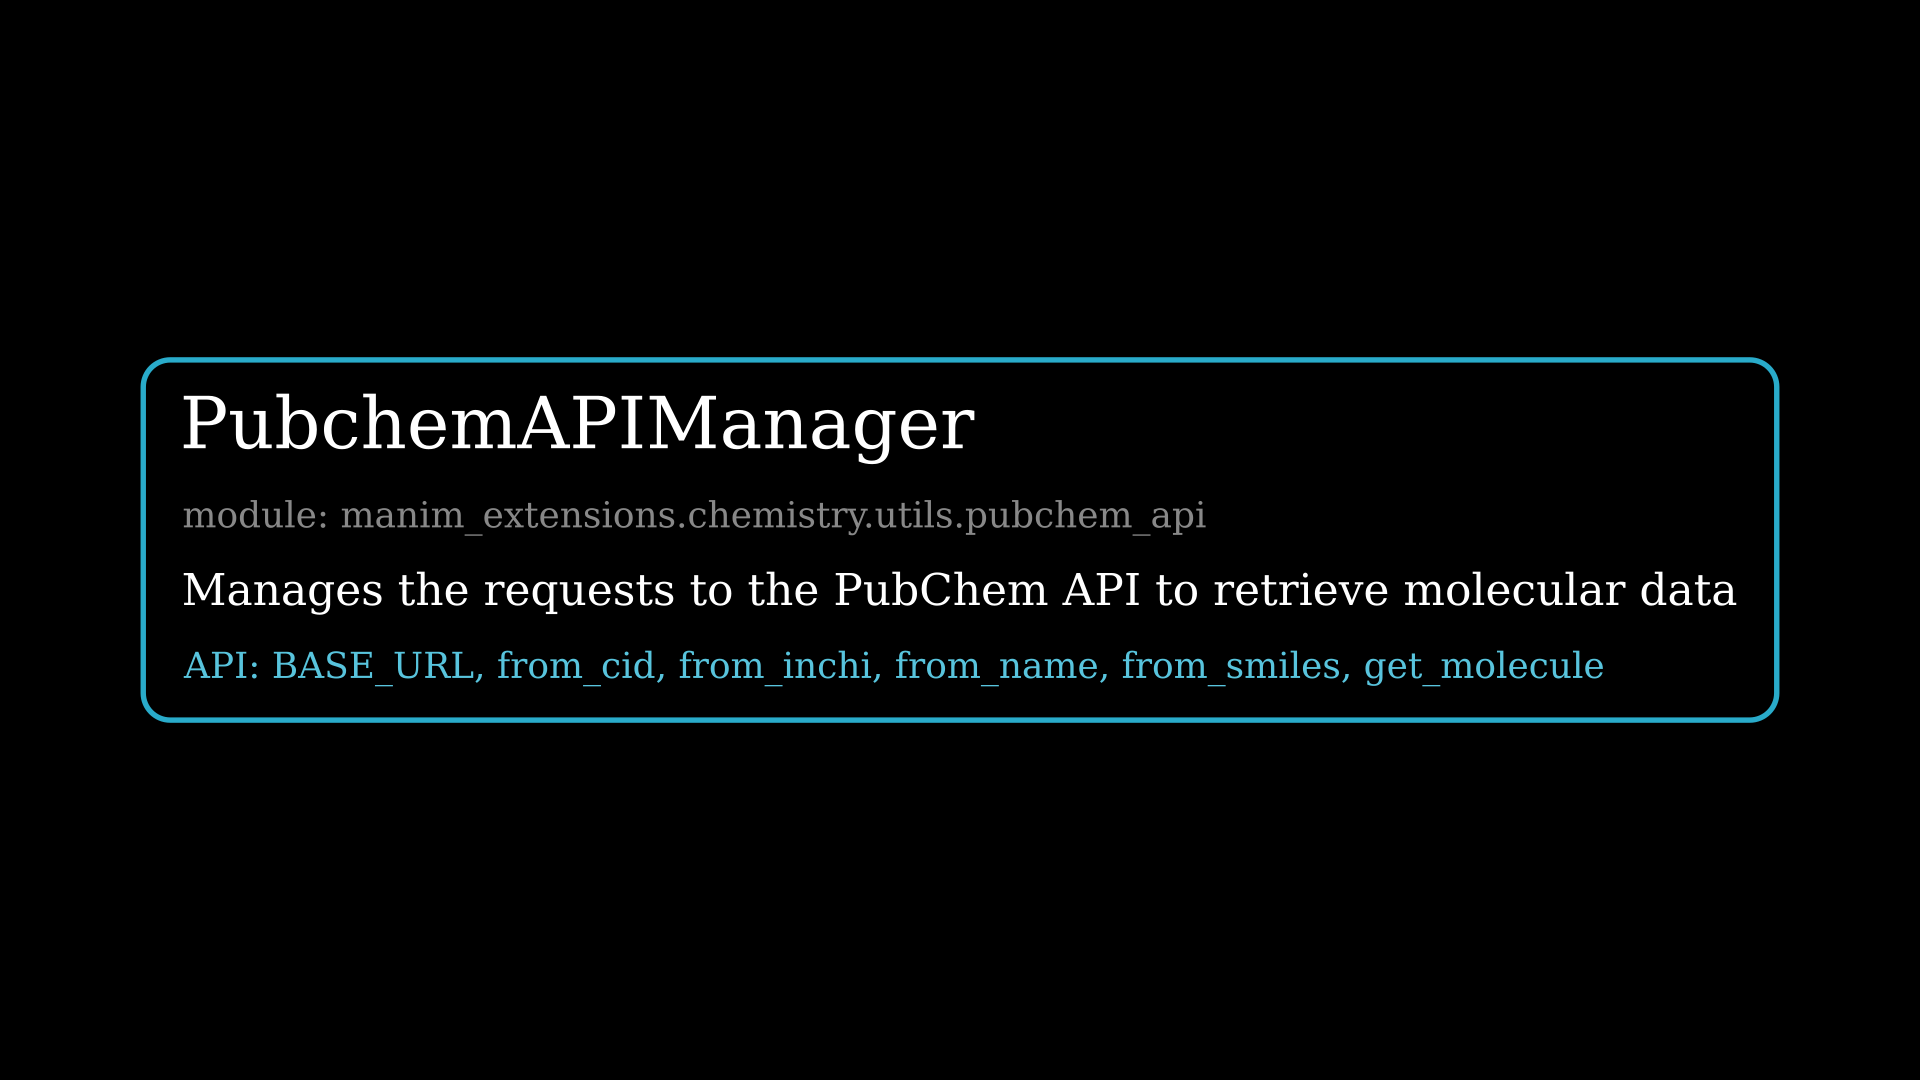 PubchemAPIManager
module: manim_extensions.chemistry.utils.pubchem_api
Manages the requests to the PubChem API to retrieve molecular data
API: BASE_URL, from_cid, from_inchi, from_name, from_smiles, get_molecule